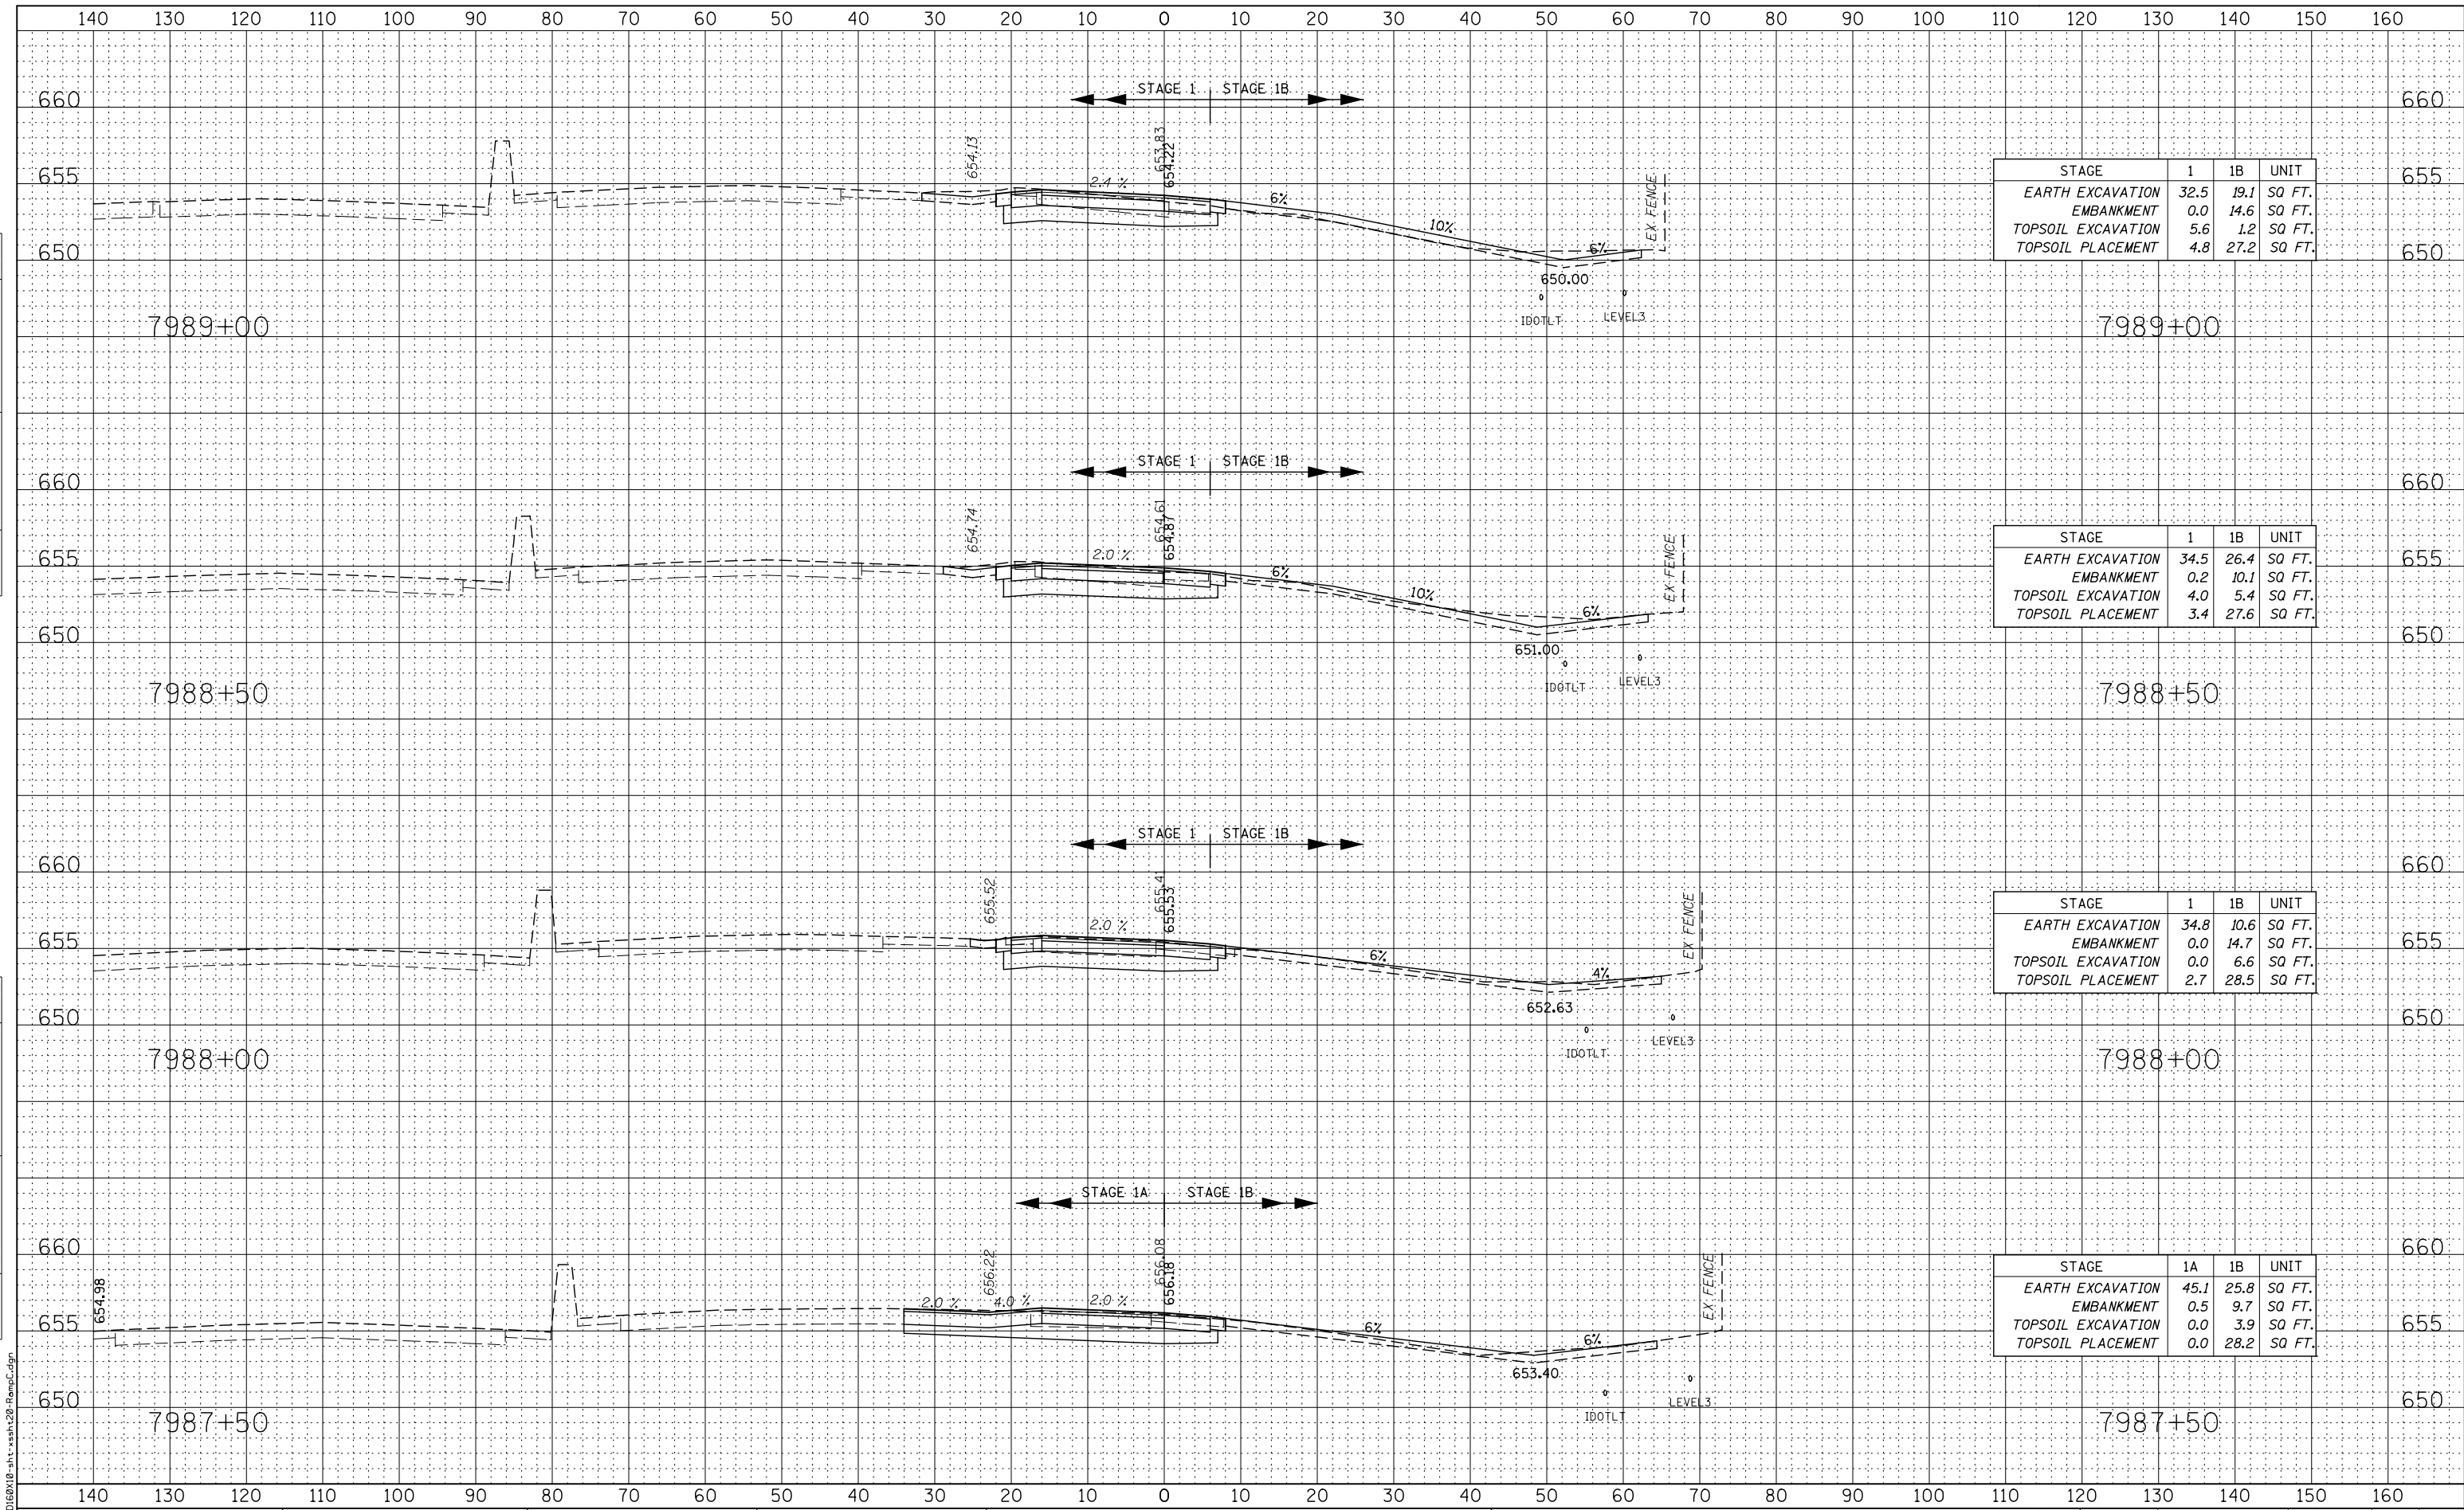 140 130 120 110 100 90 80 70 60 50 40 30 20 10 0 10 20 30 40 50 60 70 80 90 100 110 120 130 140 150 160
STAGE 1 STAGE 1B
660 660
654.13
653.83
654.22
655 655
2.4 %
6%
10%
6%
EX FENCE
650 650
650.00
IDOTLT
LEVEL3
7989+00 7989+00
STAGE 1 1B UNIT
EARTH EXCAVATION 32.5 19.1 SQ FT.
EMBANKMENT 0.0 14.6 SQ FT.
TOPSOIL EXCAVATION 5.6 1.2 SQ FT.
TOPSOIL PLACEMENT 4.8 27.2 SQ FT.
STAGE 1 STAGE 1B
660 660
654.74
654.61
654.87
655 655
2.0 %
6%
10%
6%
EX FENCE
650 650
651.00
IDOTLT
LEVEL3
7988+50 7988+50
STAGE 1 1B UNIT
EARTH EXCAVATION 34.5 26.4 SQ FT.
EMBANKMENT 0.2 10.1 SQ FT.
TOPSOIL EXCAVATION 4.0 5.4 SQ FT.
TOPSOIL PLACEMENT 3.4 27.6 SQ FT.
STAGE 1 STAGE 1B
660 660
655.52
655.41
655.53
655 655
2.0 %
6%
4%
EX FENCE
650 650
652.63
IDOTLT
LEVEL3
7988+00 7988+00
STAGE 1 1B UNIT
EARTH EXCAVATION 34.8 10.6 SQ FT.
EMBANKMENT 0.0 14.7 SQ FT.
TOPSOIL EXCAVATION 0.0 6.6 SQ FT.
TOPSOIL PLACEMENT 2.7 28.5 SQ FT.
STAGE 1A STAGE 1B
660 660
654.98
656.22
656.08
656.18
655 655
2.0 % 4.0 % 2.0 %
6%
6%
EX FENCE
650 650
653.40
IDOTLT
LEVEL3
7987+50 7987+50
STAGE 1A 1B UNIT
EARTH EXCAVATION 45.1 25.8 SQ FT.
EMBANKMENT 0.5 9.7 SQ FT.
TOPSOIL EXCAVATION 0.0 3.9 SQ FT.
TOPSOIL PLACEMENT 0.0 28.2 SQ FT.
D160X10-sht-xssht20-RampC.dgn
140 130 120 110 100 90 80 70 60 50 40 30 20 10 0 10 20 30 40 50 60 70 80 90 100 110 120 130 140 150 160